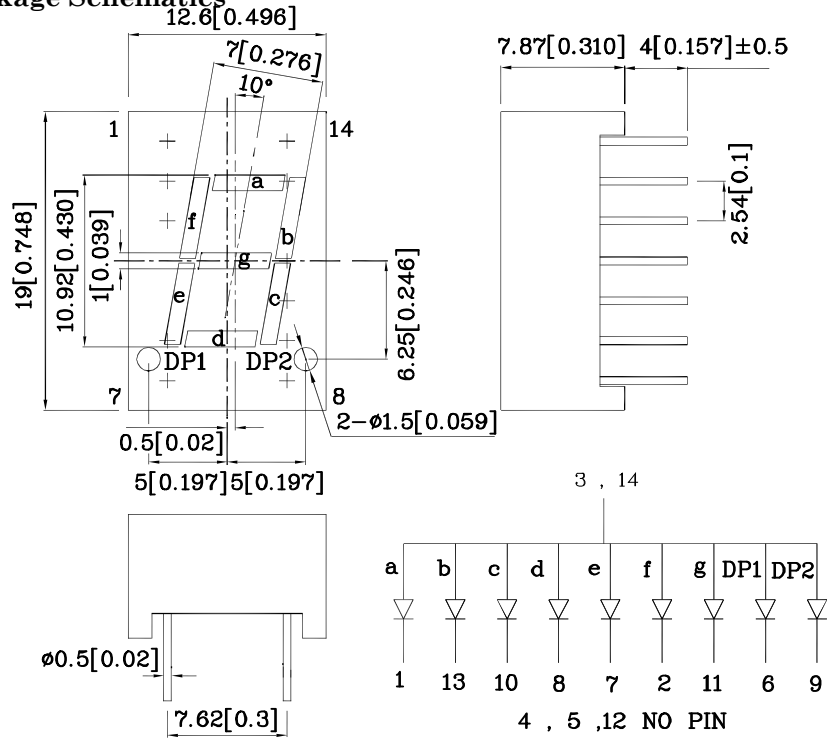 kage Schematics
12.6[0.496]
7[0.276]
10°
7.87[0.310] 4[0.157]±0.5
1 14
a
f
b
g
e
c
d
19[0.748]
10.92[0.430]
1[0.039]
6.25[0.246]
2.54[0.1]
DP1 DP2
7 8
2-ø1.5[0.059]
0.5[0.02]
5[0.197]5[0.197]
3 , 14
a b c d e f g DP1 DP2
ø0.5[0.02]
1 13 10 8 7 2 11 6 9
7.62[0.3]
4 , 5 ,12 NO PIN